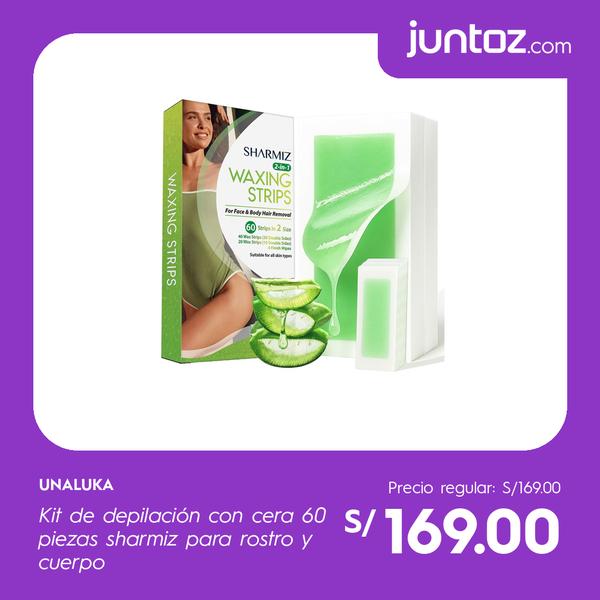 juntoz.com
WAXING STRIPS
SHARMIZ
2-in-1
WAXING
STRIPS
For Face & Body Hair Removal
60 Strips in 2 Size
Suitable for all skin types
UNALUKA
Kit de depilación con cera 60
piezas sharmiz para rostro y
cuerpo
Precio regular: S/169.00
S/ 169.00